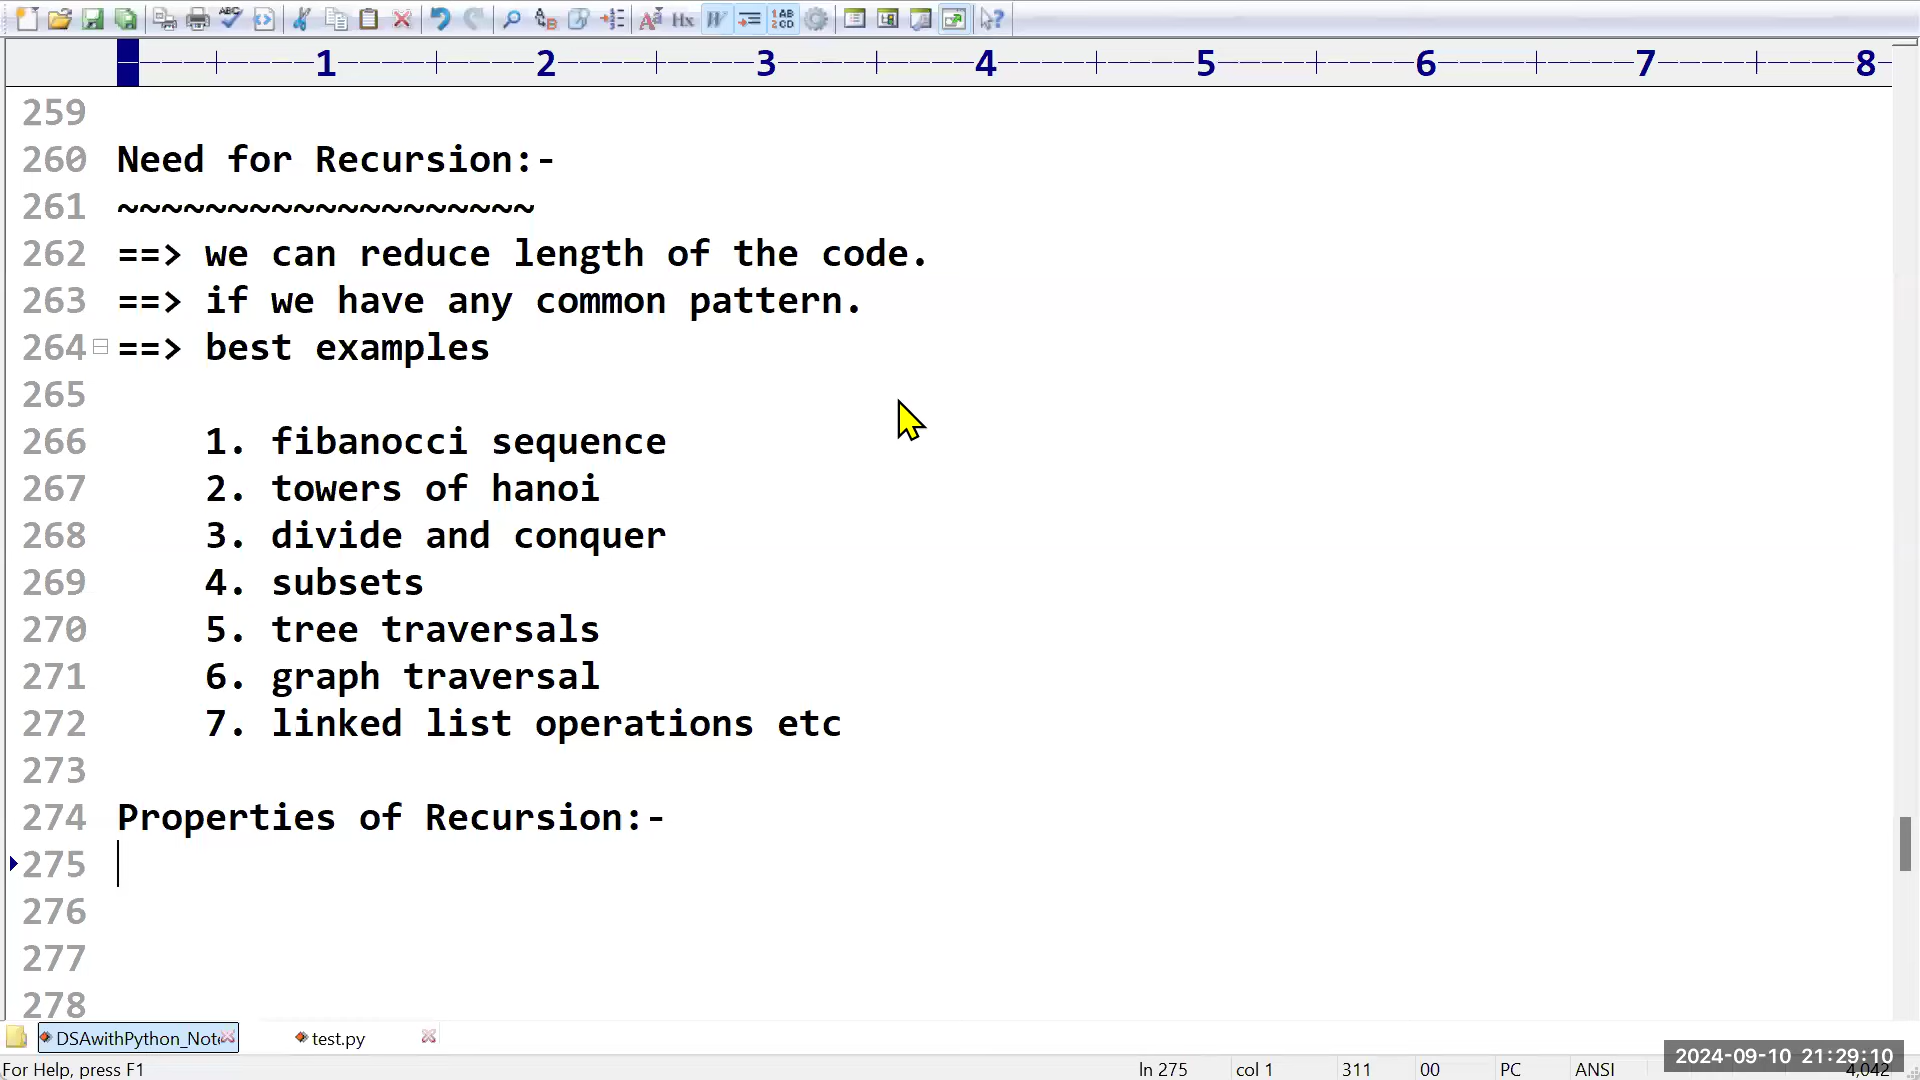 1 2 3 4 5 6 7 8
259
260 Need for Recursion:-
261 ~~~~~~~~~~~~~~~~~~~
262 ==> we can reduce length of the code.
263 ==> if we have any common pattern.
264 ==> best examples
265
266 1. fibanocci sequence
267 2. towers of hanoi
268 3. divide and conquer
269 4. subsets
270 5. tree traversals
271 6. graph traversal
272 7. linked list operations etc
273
274 Properties of Recursion:-
275
276
277
278
DSAwithPython_Note test.py
For Help, press F1 ln 275 col 1 311 00 PC ANSI 4,042
2024-09-10 21:29:10